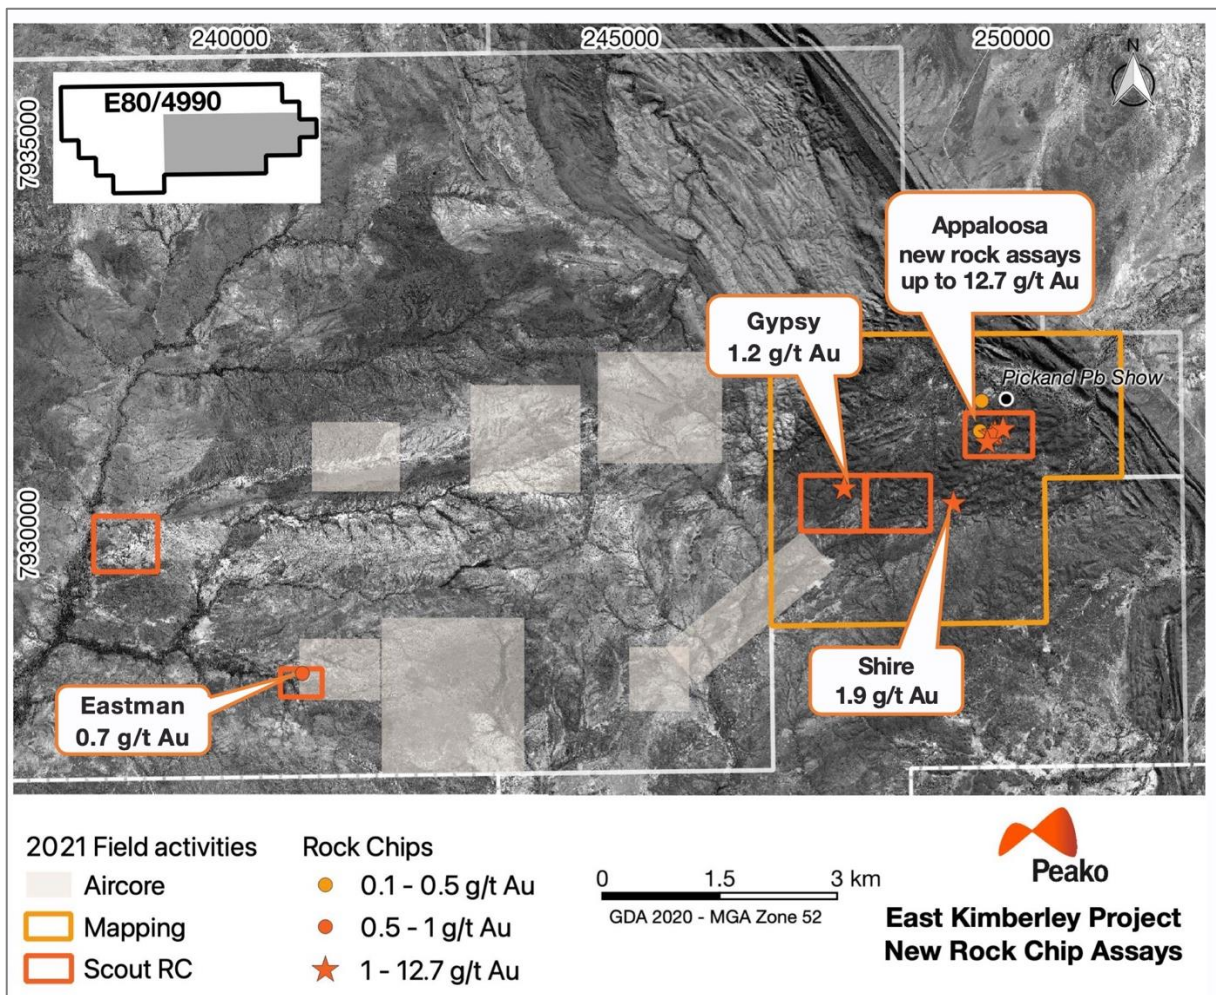 240000
245000
250000
N
E80/4990
7935000
Appaloosa
new rock assays
up to 12.7 g/t Au
Gypsy
1.2 g/t Au
Pickand Pb Show
7930000
Shire
1.9 g/t Au
Eastman
0.7 g/t Au
2021 Field activities
Aircore
Mapping
Scout RC
Rock Chips
0.1 - 0.5 g/t Au
0.5 - 1 g/t Au
1 - 12.7 g/t Au
0 1.5 3 km
GDA 2020 - MGA Zone 52
Peako
East Kimberley Project
New Rock Chip Assays